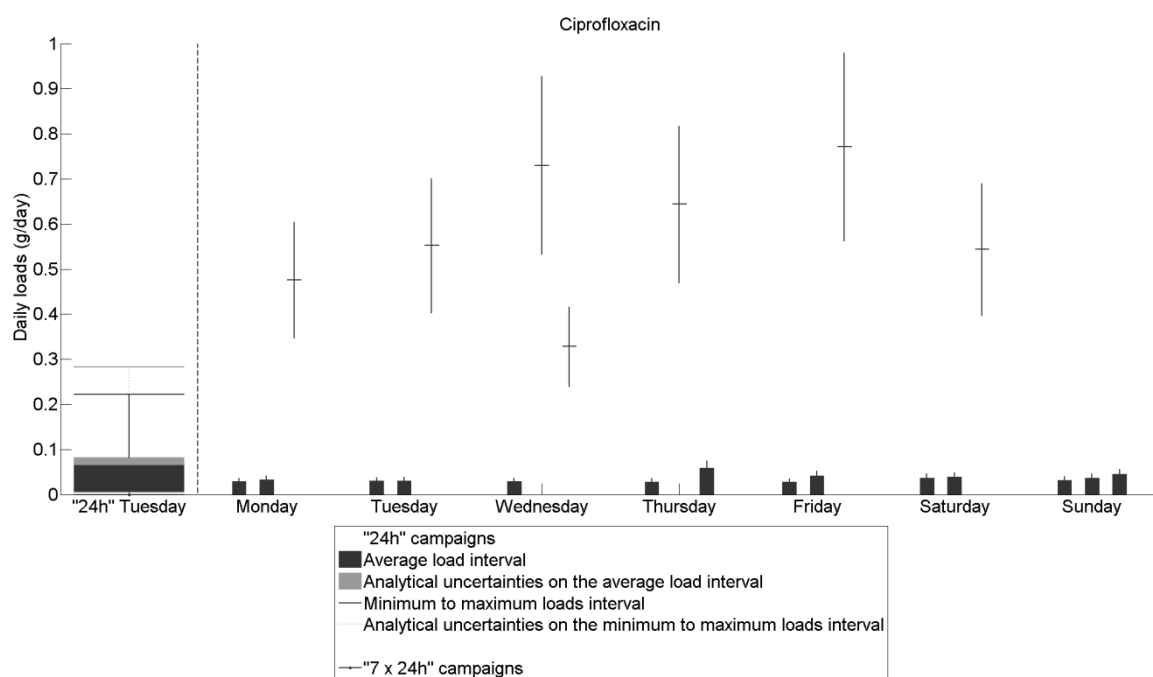 Ciprofloxacin
Daily loads (g/day)
1
0.9
0.8
0.7
0.6
0.5
0.4
0.3
0.2
0.1
0
"24h" Tuesday Monday Tuesday Wednesday Thursday Friday Saturday Sunday
"24h" campaigns
Average load interval
Analytical uncertainties on the average load interval
Minimum to maximum loads interval
Analytical uncertainties on the minimum to maximum loads interval
"7 x 24h" campaigns